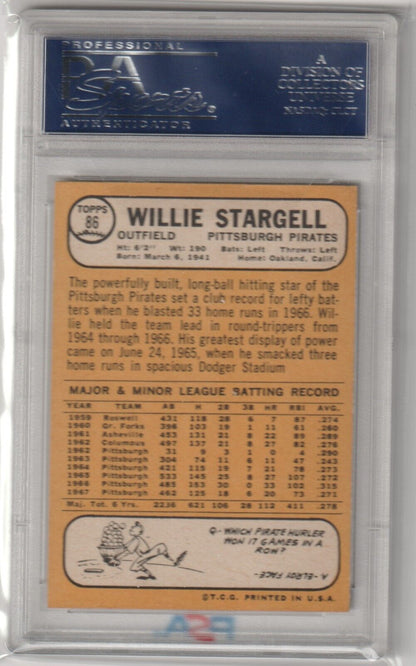 PROFESSIONAL
PSA
Sports.
AUTHENTICATOR
A
DIVISION OF
COLLECTORS
UNIVERSE
NASDAQ: CLCT
TOPPS
86
WILLIE STARGELL
OUTFIELD PITTSBURGH PIRATES
Ht: 6'2" Wt: 190 Bats: Left Throws: Left
Born: March 6, 1941 Home: Oakland, Calif.
The powerfully built, long-ball hitting star of the
Pittsburgh Pirates set a club record for lefty bat-
ters when he blasted 33 home runs in 1966. Wil-
lie held the team lead in round-trippers from
1964 through 1966. His greatest display of power
came on June 24, 1965, when he smacked three
home runs in spacious Dodger Stadium
MAJOR & MINOR LEAGUE BATTING RECORD
YEAR TEAM AB H 2B 3B HR RBI AVG.
1959 Roswell 431 118 28 6 7 87 .274
1960 Gr. Forks 396 103 19 1 11 61 .260
1961 Asheville 453 131 21 8 22 89 .289
1962 Columbus 497 137 21 8 27 82 .276
1962 Pittsburgh 31 9 3 1 0 4 .290
1963 Pittsburgh 304 74 11 6 11 47 .243
1964 Pittsburgh 421 115 19 7 21 78 .273
1965 Pittsburgh 533 145 25 8 27 107 .272
1966 Pittsburgh 485 153 30 0 33 102 .315
1967 Pittsburgh 462 125 18 6 20 73 .271
Maj. Tot. 6 Yrs. 2236 621 106 28 112 411 .278
Q- WHICH PIRATE HURLER
WON 17 GAMES IN A
ROW?
A- ELROY FACE-
©T.C.G. PRINTED IN U.S.A.
PSA